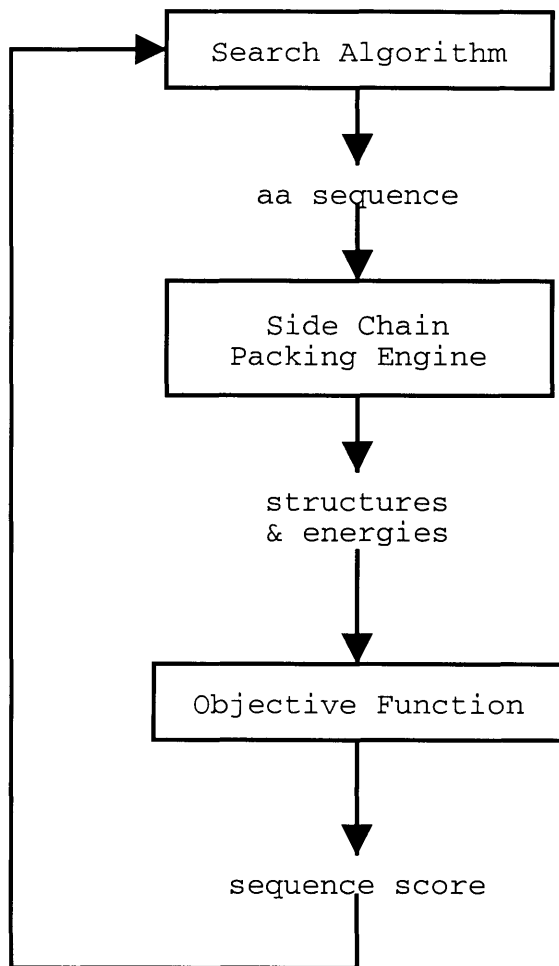 Search Algorithm
aa sequence
Side Chain
Packing Engine
structures
& energies
Objective Function
sequence score